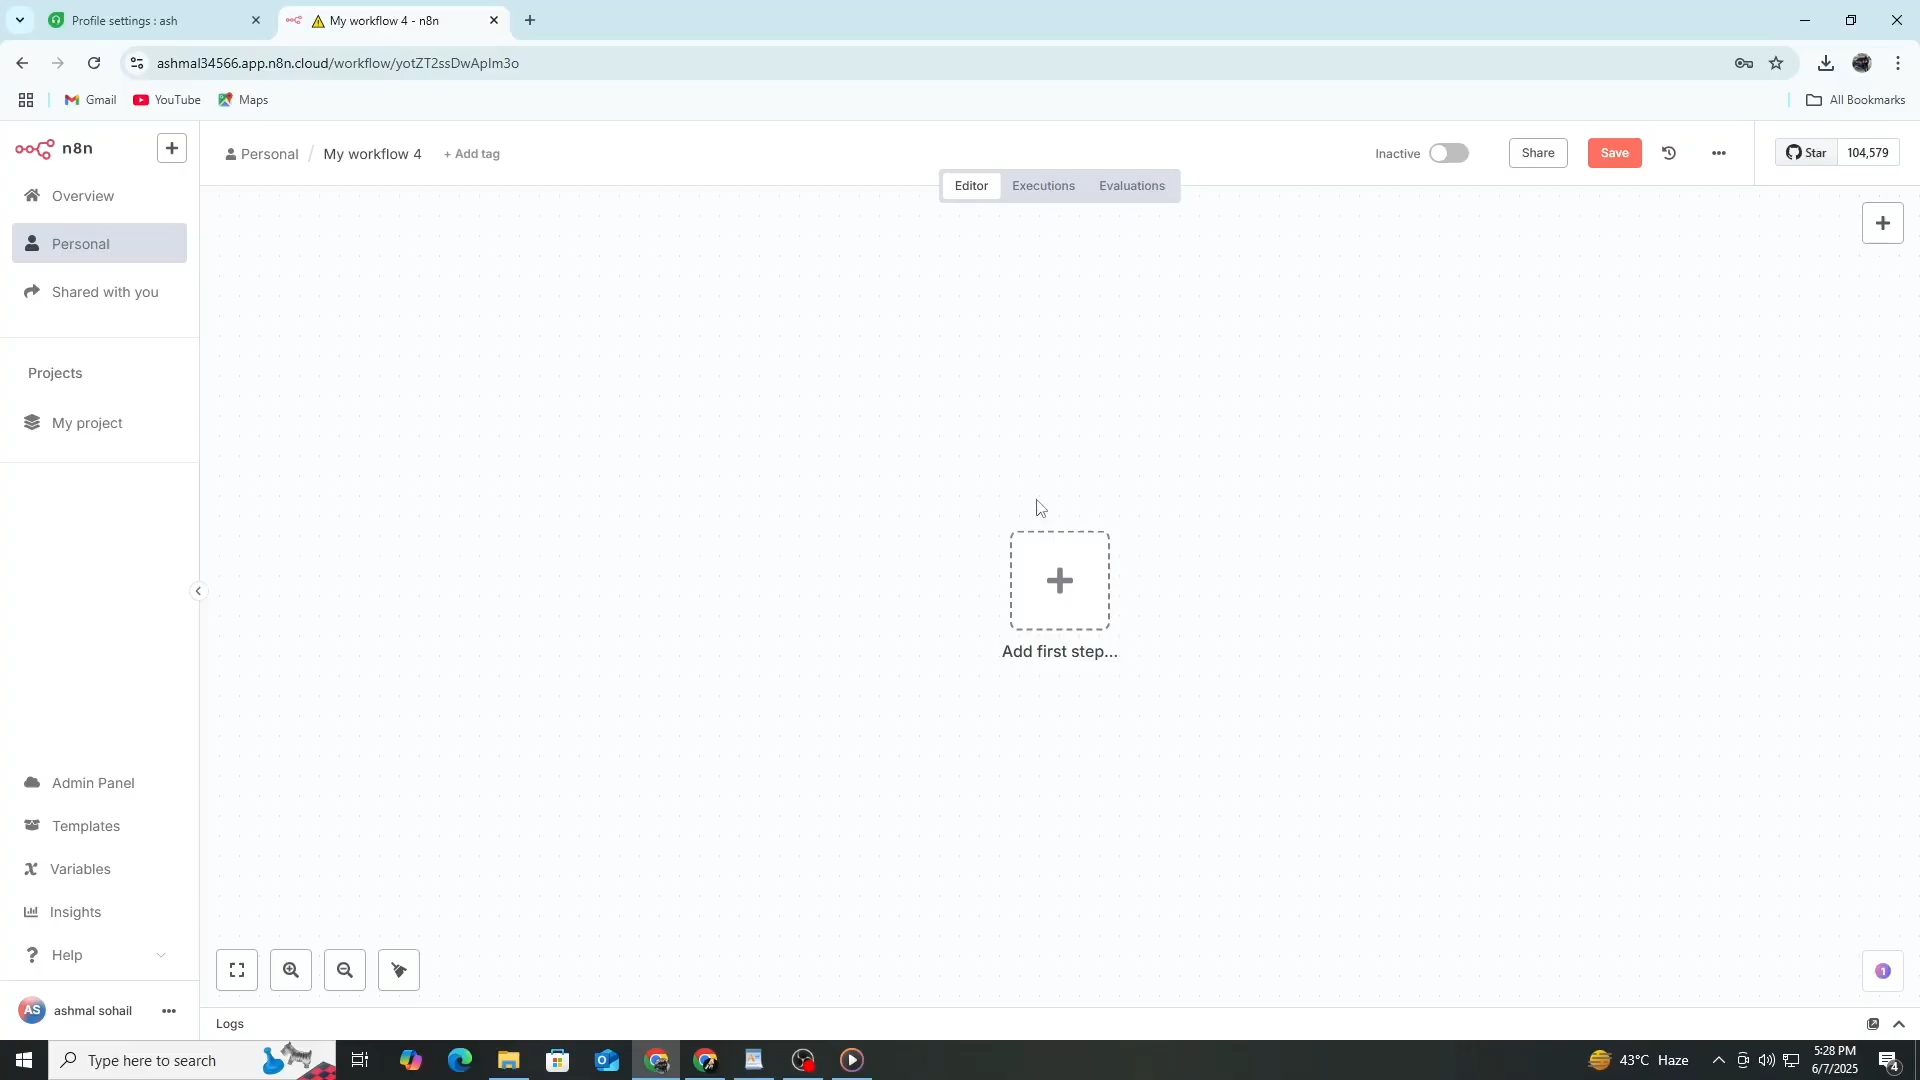 Profile settings : ash
My workflow 4 - n8n
ashmal34566.app.n8n.cloud/workflow/yotZT2ssDwAplm3o
Gmail
YouTube
Maps
All Bookmarks
n8n
Personal / My workflow 4 + Add tag
Inactive
Share
Save
Star
104,579
Editor
Executions
Evaluations
Overview
Personal
Shared with you
Projects
My project
Add first step...
Admin Panel
Templates
Variables
Insights
Help
AS
ashmal sohail
1
Logs
Type here to search
43°C Haze
5:28 PM
6/7/2025
4